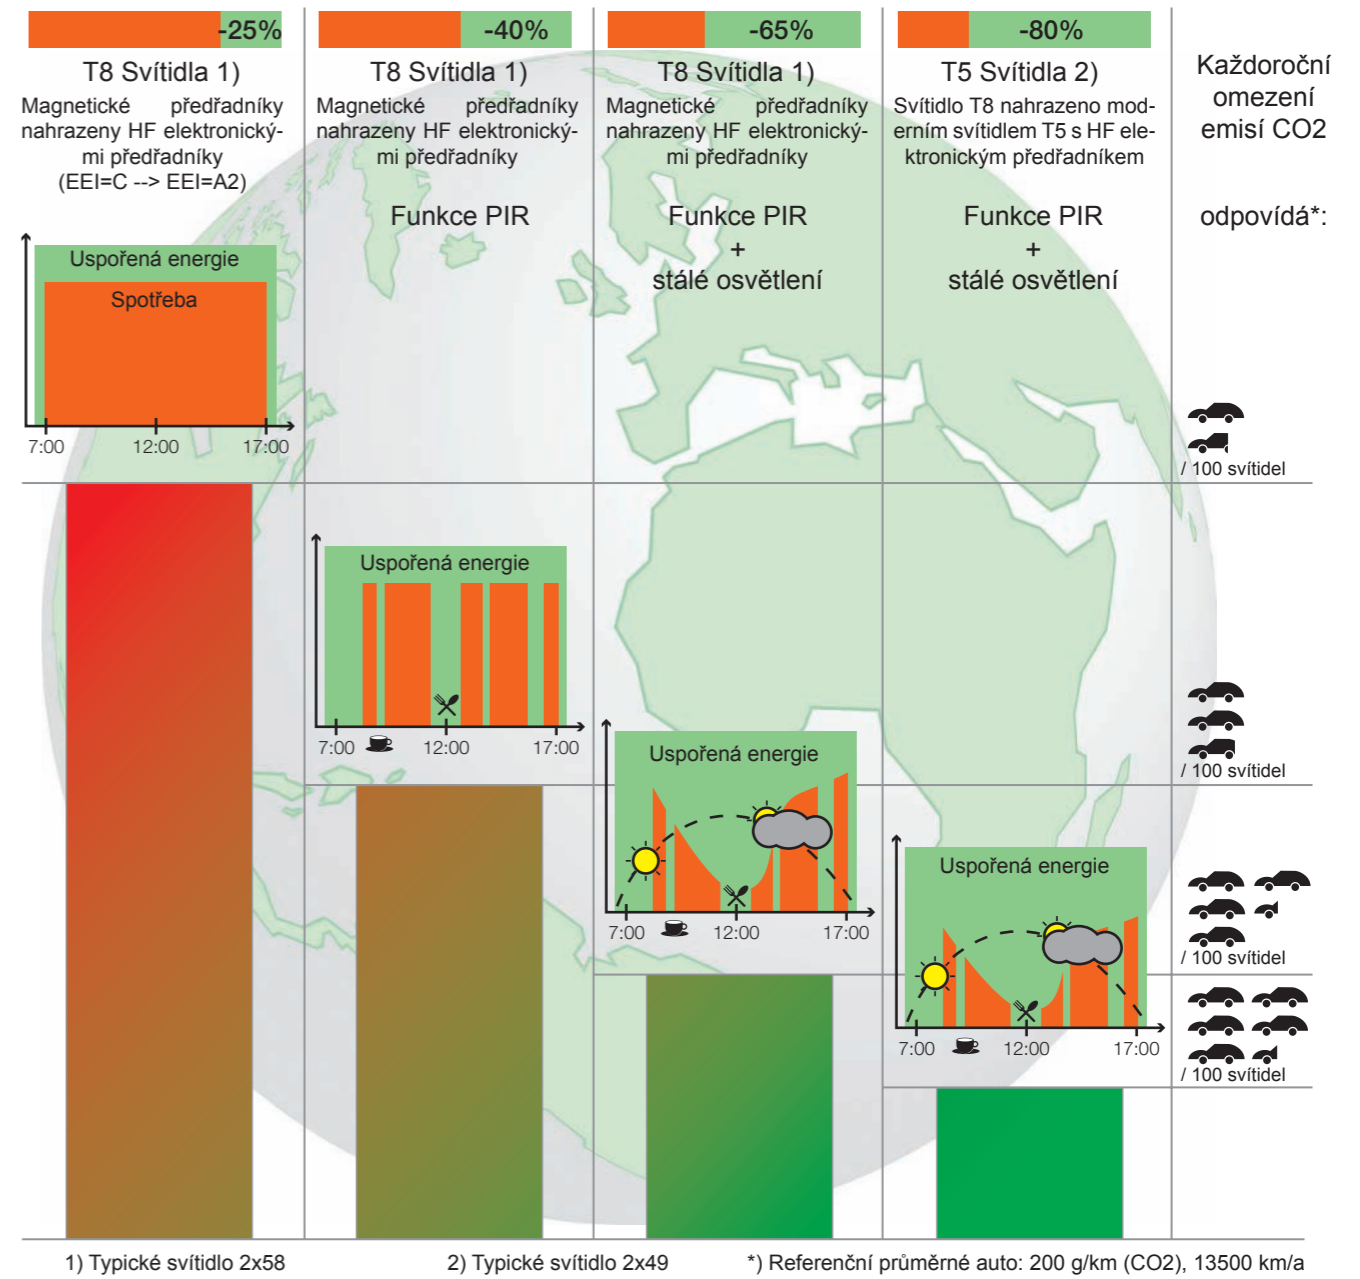 -25%
T8 Svítidla 1)
Magnetické předřadníky
nahrazeny HF elektronický-
mi předřadníky
(EEI=C --> EEI=A2)
-40%
T8 Svítidla 1)
Magnetické předřadníky
nahrazeny HF elektronický-
mi předřadníky
Funkce PIR
-65%
T8 Svítidla 1)
Magnetické předřadníky
nahrazeny HF elektronický-
mi předřadníky
Funkce PIR
+
stálé osvětlení
-80%
T5 Svítidla 2)
Svítidlo T8 nahrazeno mod-
erním svítidlem T5 s HF ele-
ktronickým předřadníkem
Funkce PIR
+
stálé osvětlení
Každoroční
omezení
emisí CO2
odpovídá*:
Uspořená energie
Spotřeba
7:00 12:00 17:00
/ 100 svítidel
Uspořená energie
7:00 12:00 17:00
/ 100 svítidel
Uspořená energie
7:00 12:00 17:00
/ 100 svítidel
Uspořená energie
7:00 12:00 17:00
/ 100 svítidel
1) Typické svítidlo 2x58
2) Typické svítidlo 2x49
*) Referenční průměrné auto: 200 g/km (CO2), 13500 km/a